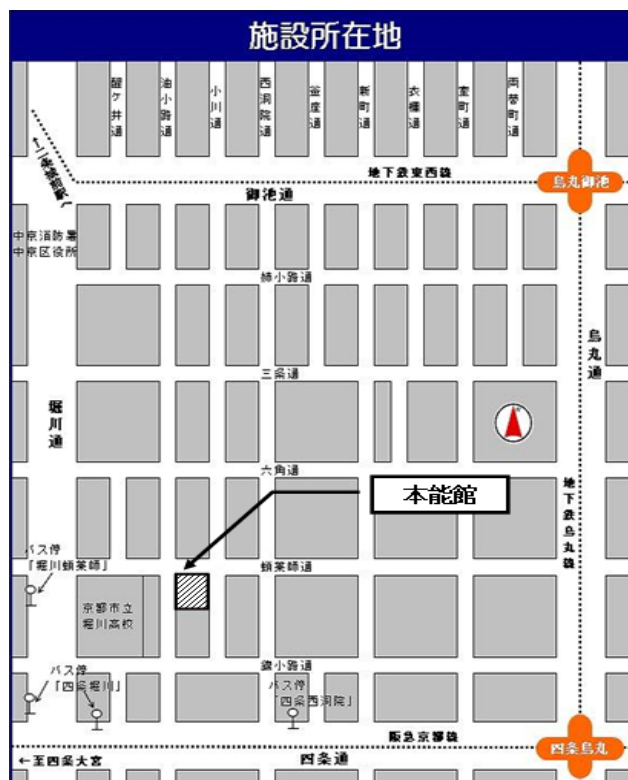 施設所在地
醒ケ井通
油小路通
小川通
西洞院通
釜座通
新町通
衣棚通
室町通
両替町通
←二条城前駅へ
地下鉄東西線
烏丸御池
御池通
中京消防署
中京区役所
姉小路通
烏丸通
三条通
堀川通
六角通
本能館
地下鉄烏丸線
バス停
「堀川蛸薬師」
蛸薬師通
京都市立
堀川高校
錦小路通
バス停
「四条堀川」
バス停
「四条西洞院」
阪急京都線
四条烏丸
←至四条大宮
四条通